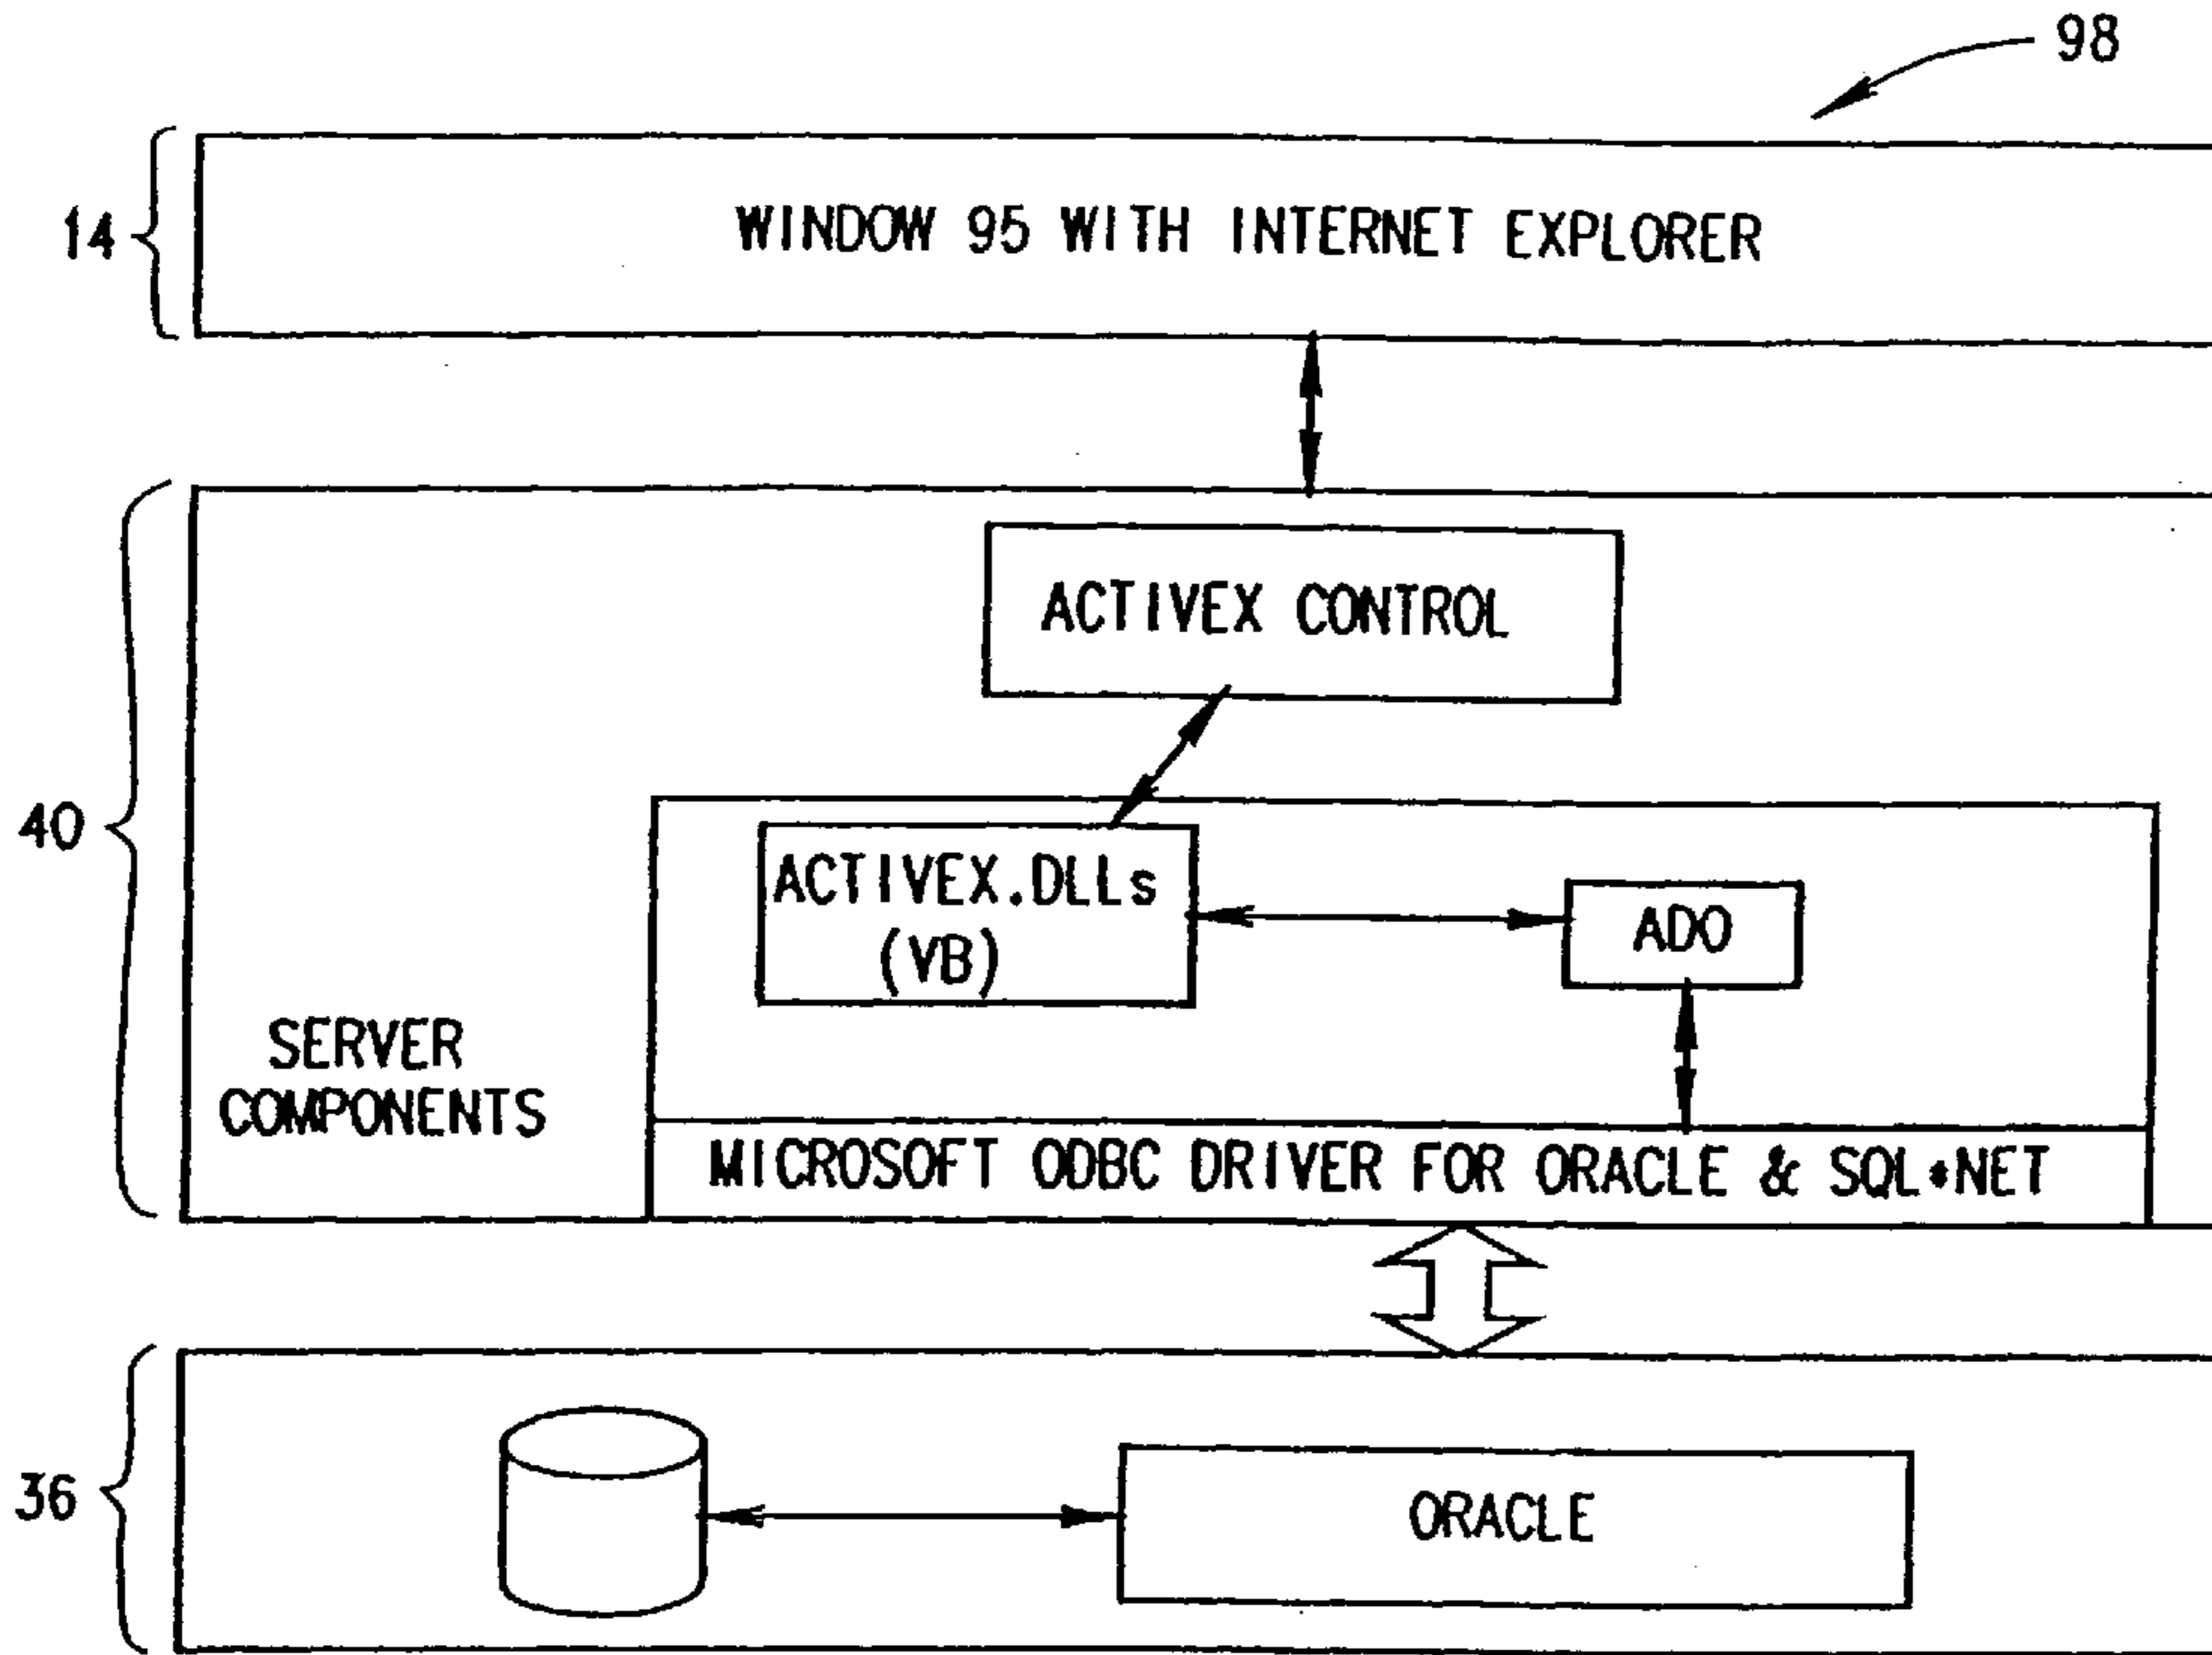 98
14
WINDOW 95 WITH INTERNET EXPLORER
ACTIVEX CONTROL
40
ACTIVEX.DLLs
(VB)
ADO
SERVER
COMPONENTS
MICROSOFT ODBC DRIVER FOR ORACLE & SQL*NET
36
ORACLE